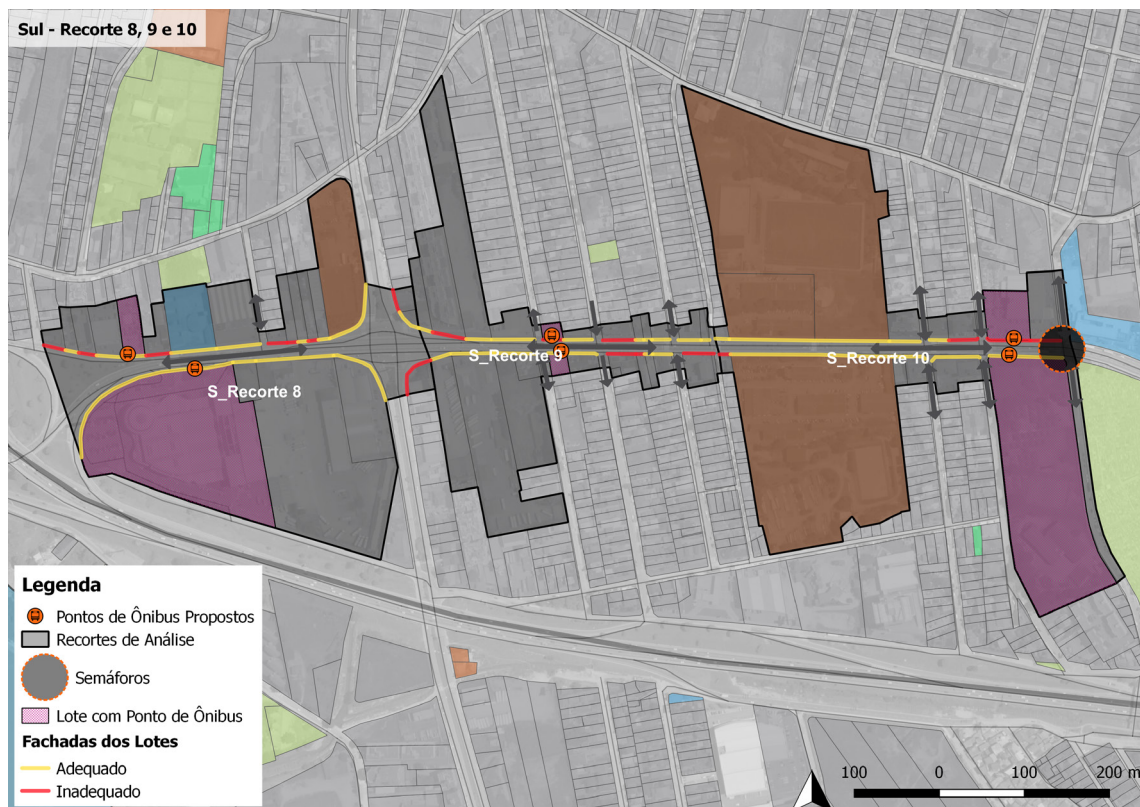 Sul - Recorte 8, 9 e 10
S_Recorte 8
S_Recorte 9
S_Recorte 10
Legenda
Pontos de Ônibus Propostos
Recortes de Análise
Semáforos
Lote com Ponto de Ônibus
Fachadas dos Lotes
Adequado
Inadequado
100 0 100 200 m